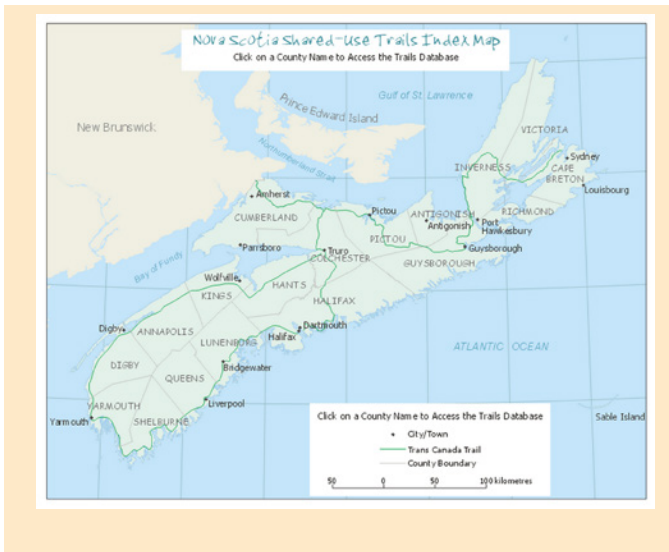 Nova Scotia Shared-Use Trails Index Map
Click on a County Name to Access the Trails Database
Gulf of St. Lawrence
Prince Edward Island
New Brunswick
VICTORIA
Northumberland Strait
Sydney
INVERNESS
CAPE
BRETON
Louisbourg
Amherst
RICHMOND
Pictou
ANTIGONISH
CUMBERLAND
Antigonish
Port
Hawkesbury
PICTOU
Parrsboro
Truro
Guysborough
COLCHESTER
GUYSBOROUGH
Bay of Fundy
Wolfville
HANTS
KINGS
HALIFAX
Digby
ANNAPOLIS
Dartmouth
Halifax
LUNENBURG
ATLANTIC OCEAN
DIGBY
Bridgewater
QUEENS
Liverpool
YARMOUTH
Yarmouth
SHELBURNE
Sable Island
Click on a County Name to Access the Trails Database
City/Town
Trans Canada Trail
County Boundary
50 0 50 100 kilometres